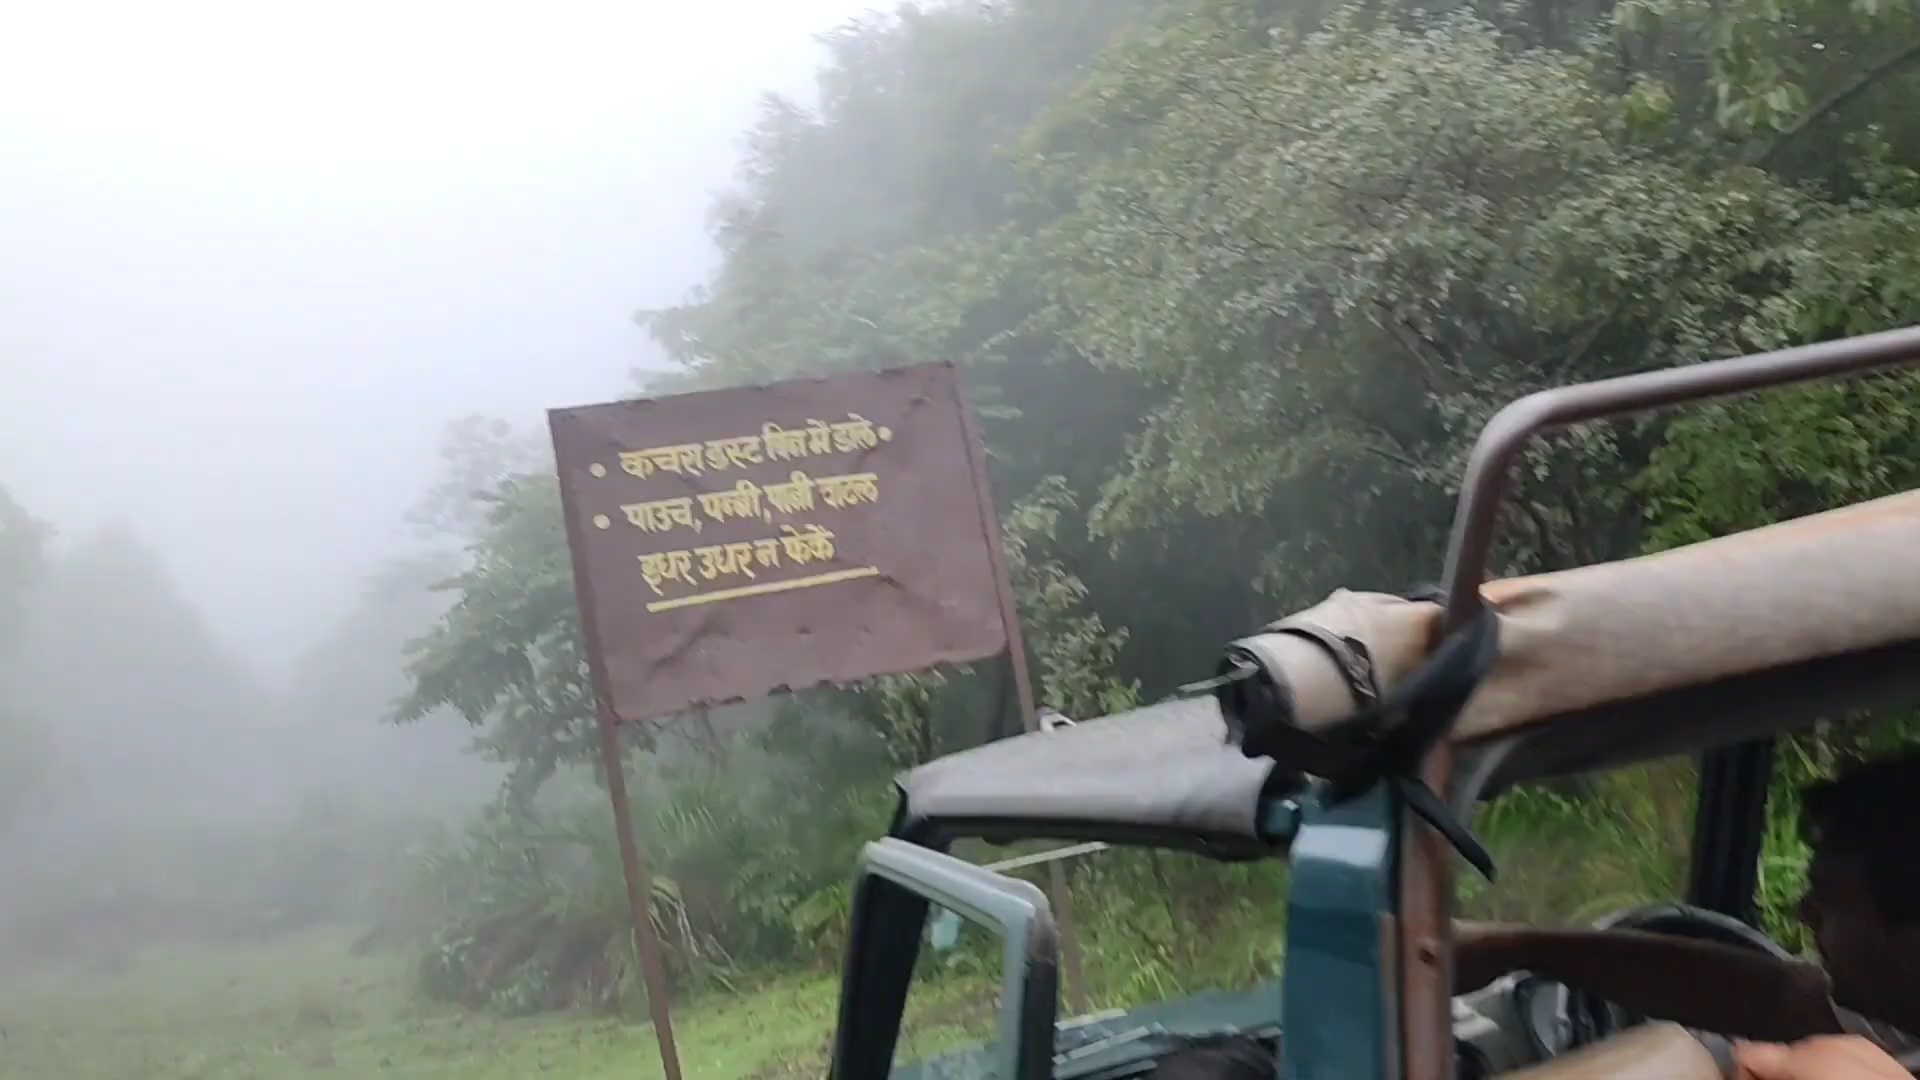 • कचरा डस्ट बिन में डाले •
• पाउच, पन्नी, पानी बाटल
इधर उधर न फेकें